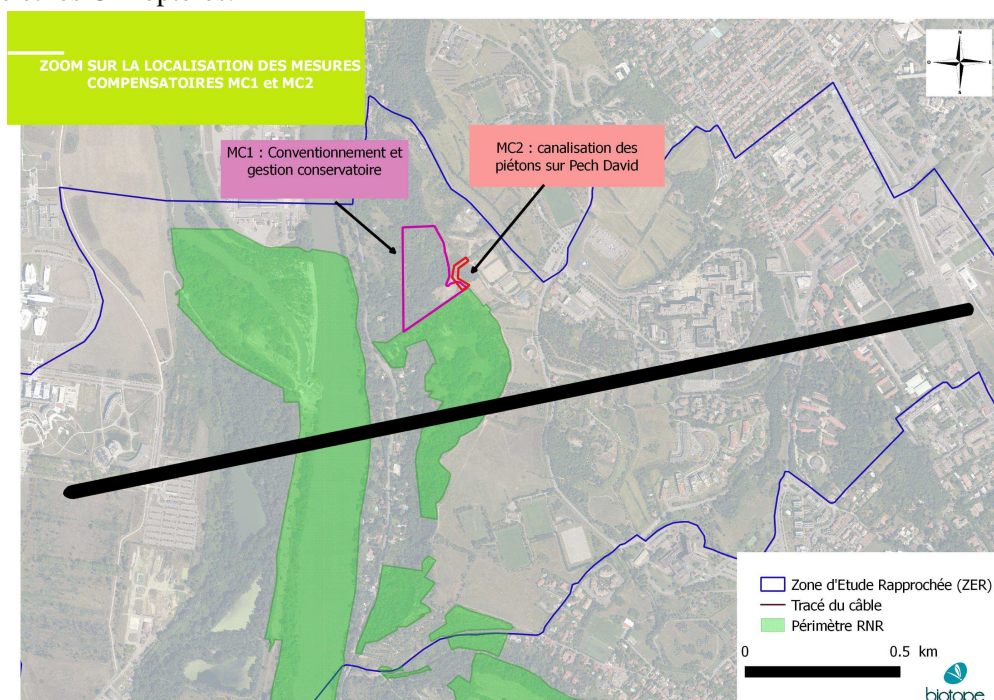 ZOOM SUR LA LOCALISATION DES MESURES
COMPENSATOIRES MC1 et MC2
N
O
E
S
MC1 : Conventionnement et
gestion conservatoire
MC2 : canalisation des
piétons sur Pech David
Zone d'Etude Rapprochée (ZER)
Tracé du câble
Périmètre RNR
0
0.5 km
biotope